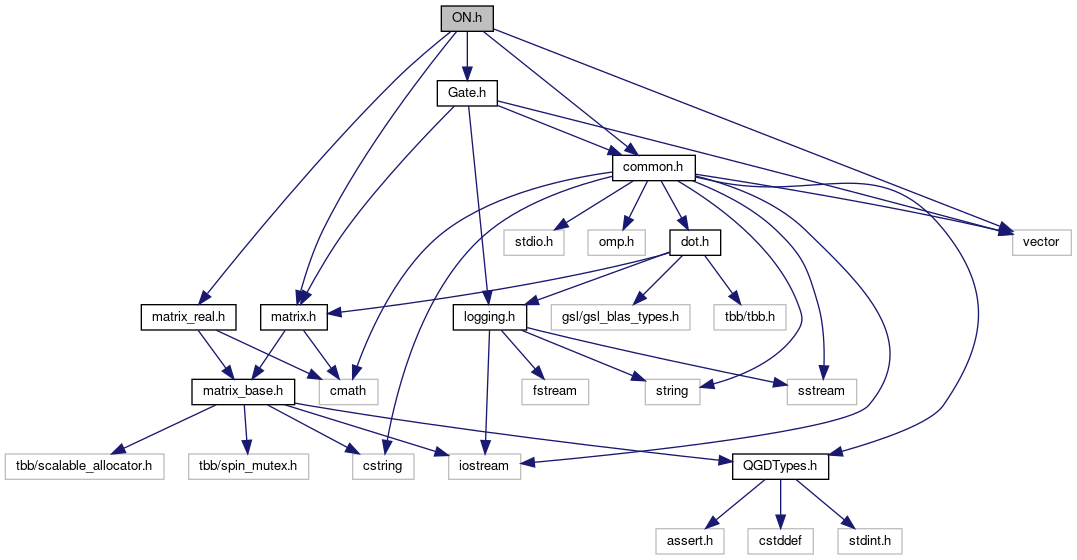 ON.h
Gate.h
common.h
stdio.h
omp.h
dot.h
vector
matrix_real.h
matrix.h
logging.h
gsl/gsl_blas_types.h
tbb/tbb.h
matrix_base.h
cmath
fstream
string
sstream
tbb/scalable_allocator.h
tbb/spin_mutex.h
cstring
iostream
QGDTypes.h
assert.h
cstddef
stdint.h